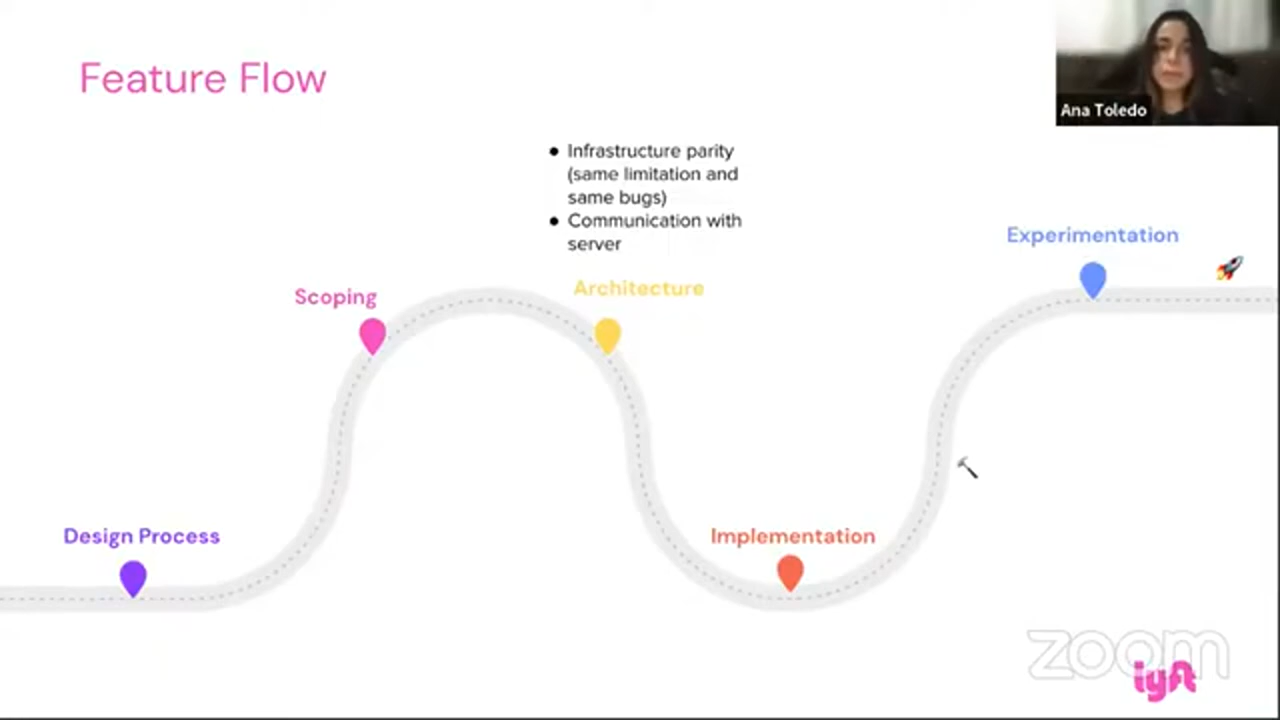 Feature Flow
Ana Toledo
● Infrastructure parity
(same limitation and
same bugs)
● Communication with
server
Experimentation
Architecture
Scoping
Design Process
Implementation
zoom
lyft